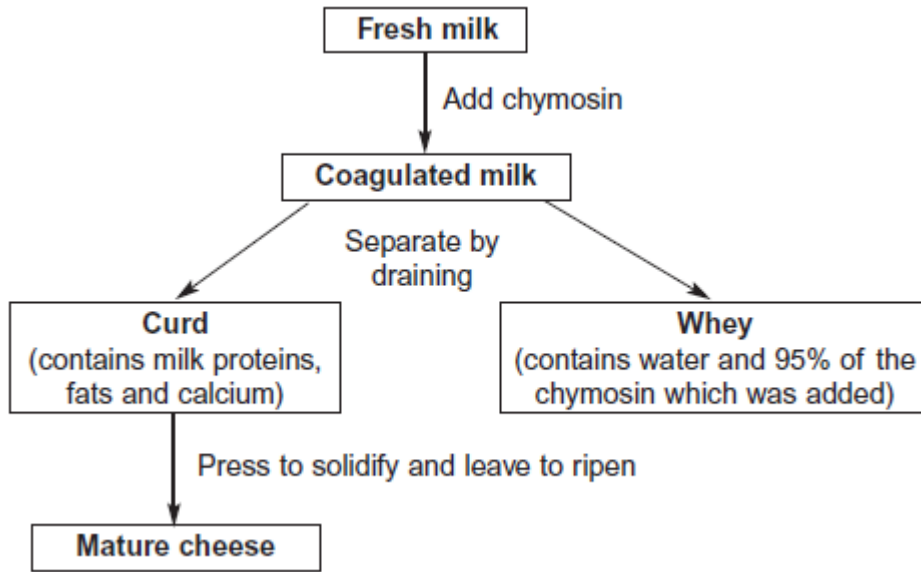 Fresh milk
Add chymosin
Coagulated milk
Separate by
draining
Curd
(contains milk proteins,
fats and calcium)
Whey
(contains water and 95% of the
chymosin which was added)
Press to solidify and leave to ripen
Mature cheese